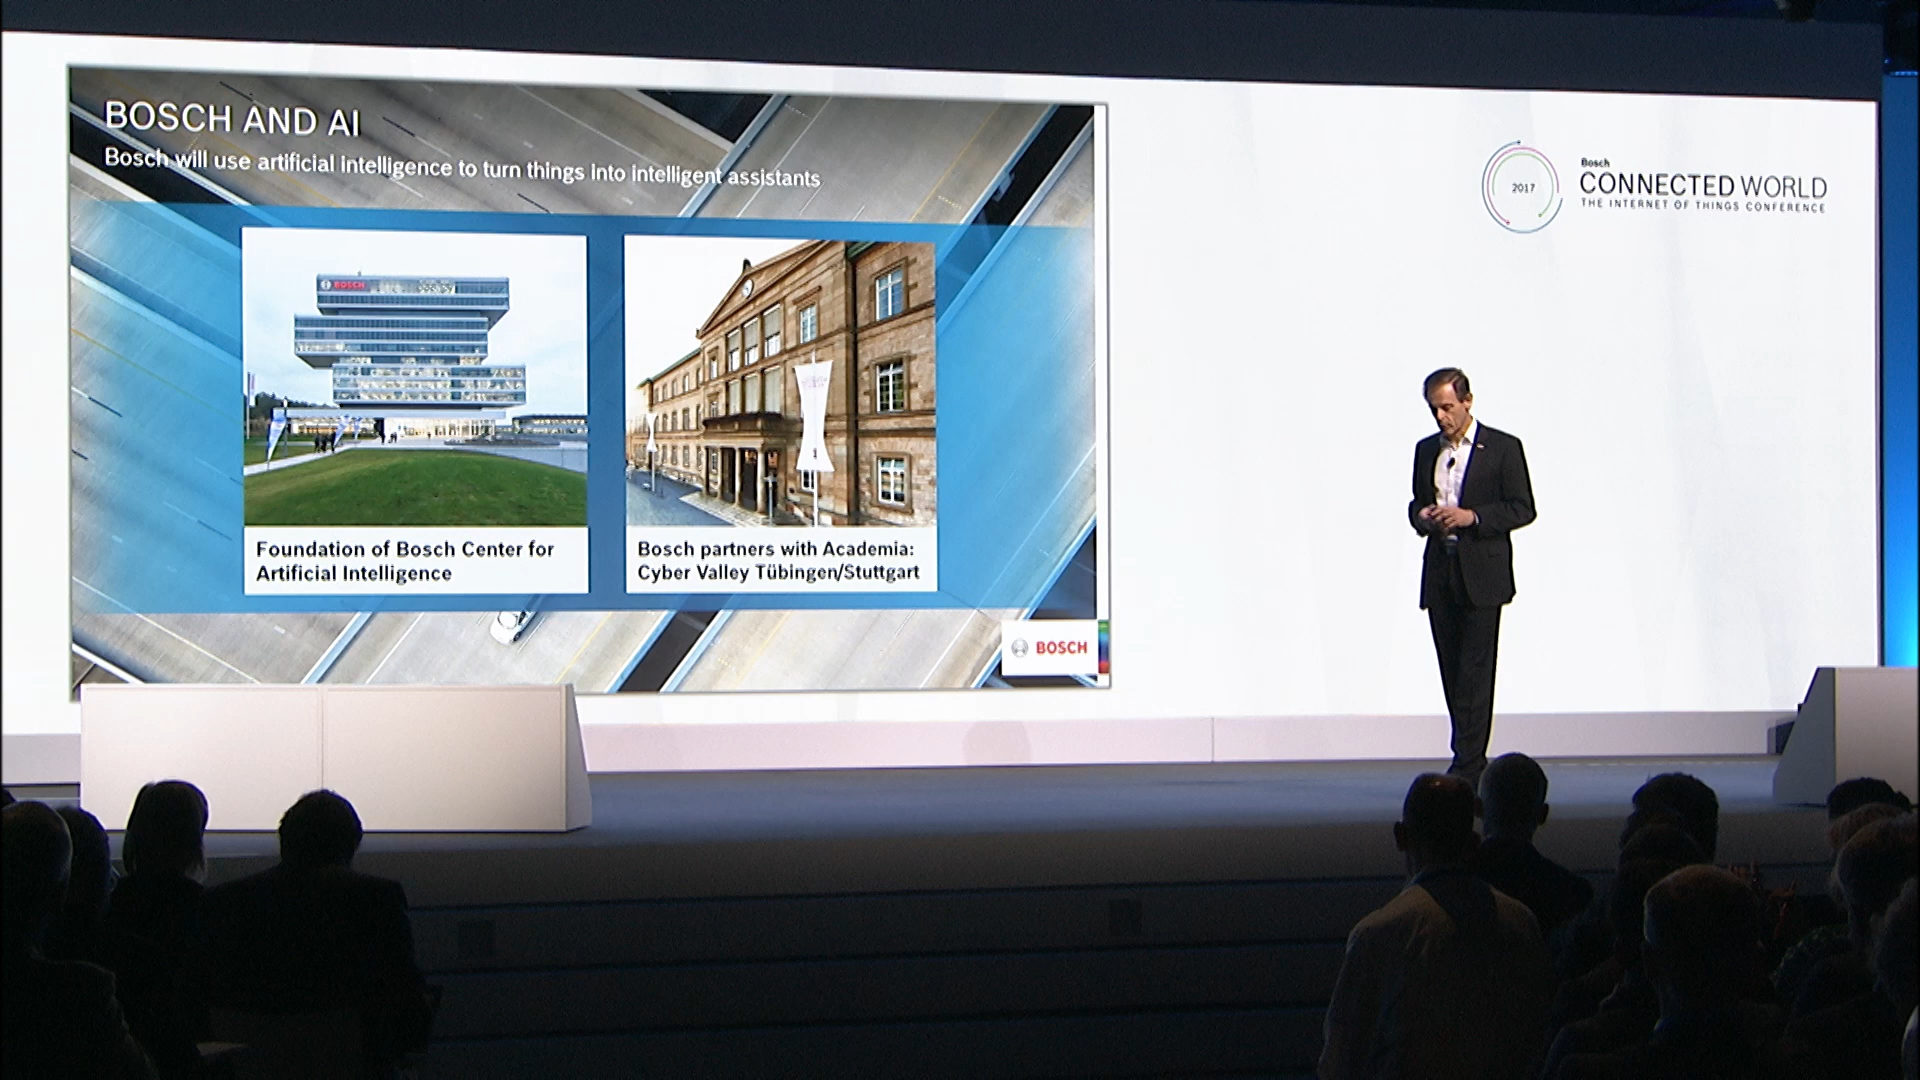 BOSCH AND AI
Bosch will use artificial intelligence to turn things into intelligent assistants
BOSCH
Foundation of Bosch Center for
Artificial Intelligence
Bosch partners with Academia:
Cyber Valley Tübingen/Stuttgart
BOSCH
2017
Bosch
CONNECTED WORLD
THE INTERNET OF THINGS CONFERENCE